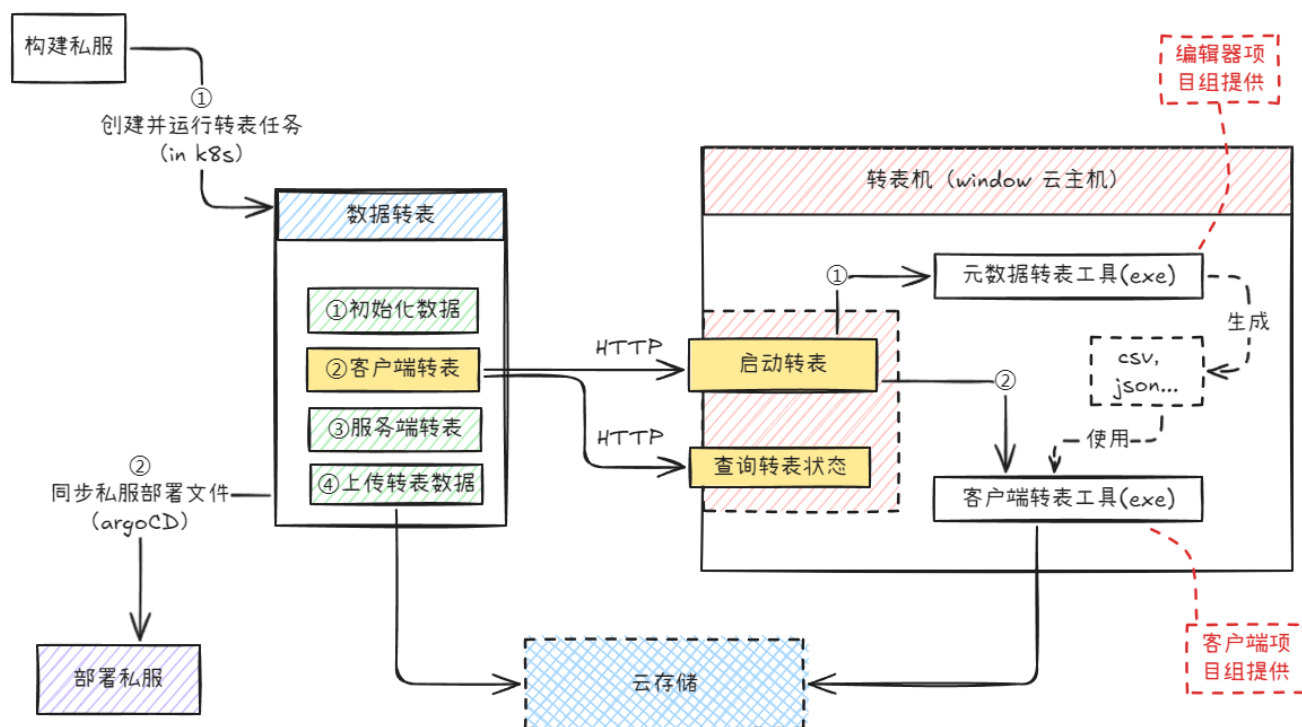 构建私服
①
创建并运行转表任务
(in k8s)
编辑器项
目组提供
转表机（window 云主机）
数据转表
①初始化数据
②客户端转表
③服务端转表
④上传转表数据
HTTP
HTTP
启动转表
查询转表状态
①
元数据转表工具(exe)
生成
csv,
json...
②
使用
客户端转表工具(exe)
②
同步私服部署文件
(argoCD)
部署私服
云存储
客户端项
目组提供